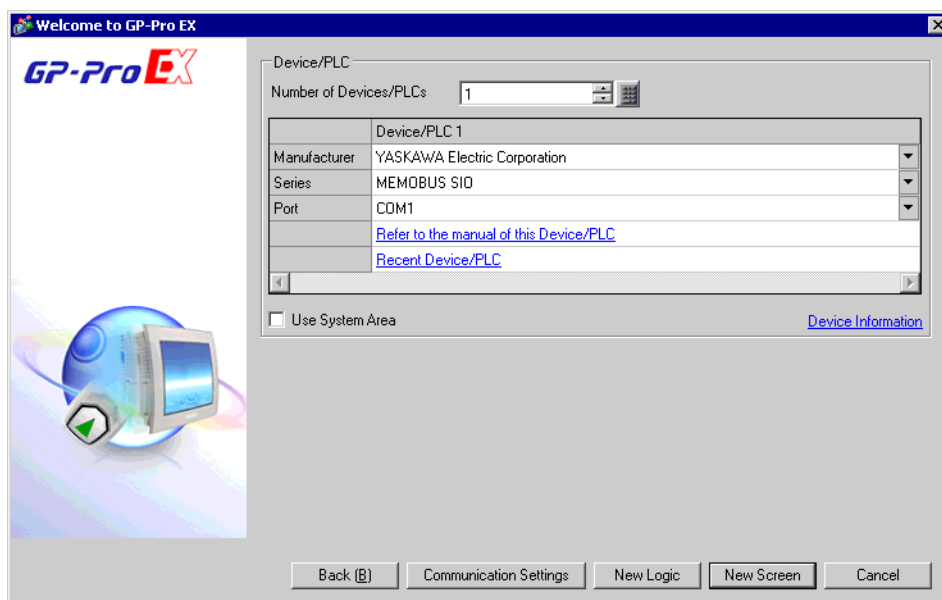 Welcome to GP-Pro EX
GP-Pro EX
Device/PLC
Number of Devices/PLCs 1
Device/PLC 1
Manufacturer YASKAWA Electric Corporation
Series MEMOBUS SIO
Port COM1
Refer to the manual of this Device/PLC
Recent Device/PLC
Use System Area Device Information
Back (B) Communication Settings New Logic New Screen Cancel